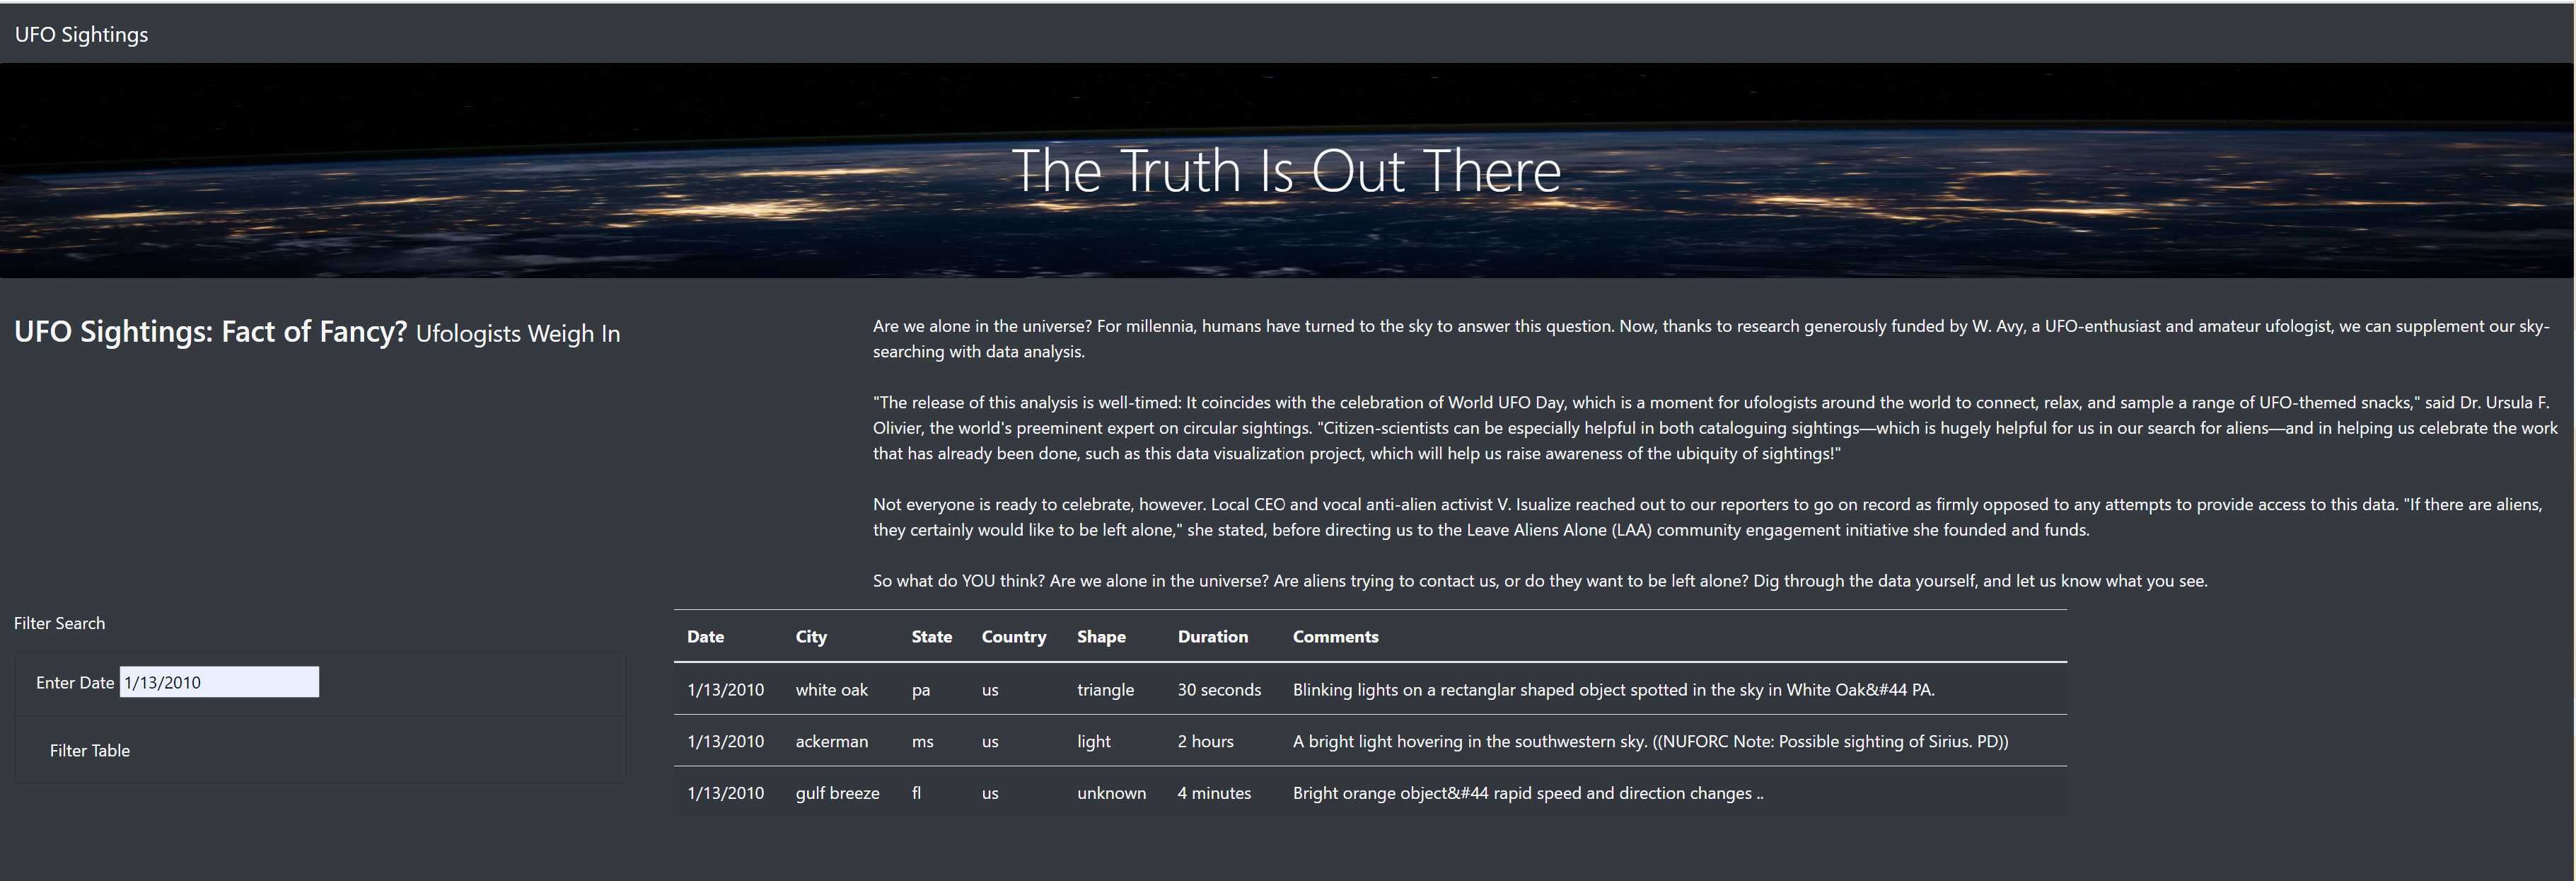 UFO Sightings
The Truth Is Out There
UFO Sightings: Fact of Fancy? Ufologists Weigh In
Are we alone in the universe? For millennia, humans have turned to the sky to answer this question. Now, thanks to research generously funded by W. Avy, a UFO-enthusiast and amateur ufologist, we can supplement our sky-
searching with data analysis.
"The release of this analysis is well-timed: It coincides with the celebration of World UFO Day, which is a moment for ufologists around the world to connect, relax, and sample a range of UFO-themed snacks," said Dr. Ursula F.
Olivier, the world's preeminent expert on circular sightings. "Citizen-scientists can be especially helpful in both cataloguing sightings—which is hugely helpful for us in our search for aliens—and in helping us celebrate the work
that has already been done, such as this data visualization project, which will help us raise awareness of the ubiquity of sightings!"
Not everyone is ready to celebrate, however. Local CEO and vocal anti-alien activist V. Isualize reached out to our reporters to go on record as firmly opposed to any attempts to provide access to this data. "If there are aliens,
they certainly would like to be left alone," she stated, before directing us to the Leave Aliens Alone (LAA) community engagement initiative she founded and funds.
So what do YOU think? Are we alone in the universe? Are aliens trying to contact us, or do they want to be left alone? Dig through the data yourself, and let us know what you see.
Filter Search
Enter Date 1/13/2010
Filter Table
Date City State Country Shape Duration Comments
1/13/2010 white oak pa us triangle 30 seconds Blinking lights on a rectanglar shaped object spotted in the sky in White Oak&#44 PA.
1/13/2010 ackerman ms us light 2 hours A bright light hovering in the southwestern sky. ((NUFORC Note: Possible sighting of Sirius. PD))
1/13/2010 gulf breeze fl us unknown 4 minutes Bright orange object&#44 rapid speed and direction changes ..